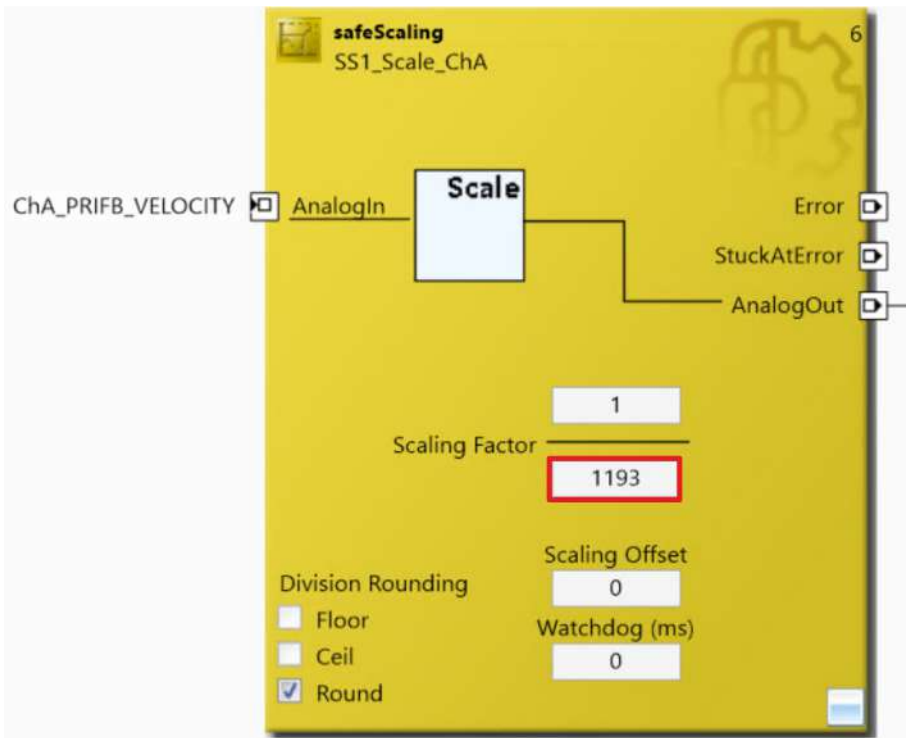 safeScaling
6
SS1_Scale_ChA
Scale
ChA_PRIFB_VELOCITY
AnalogIn
Error
StuckAtError
AnalogOut
1
Scaling Factor
1193
Scaling Offset
Division Rounding
0
Floor
Watchdog (ms)
Ceil
0
Round